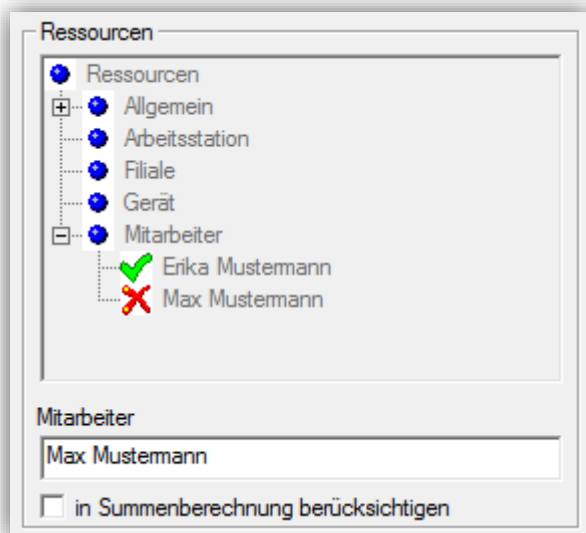 Ressourcen
Ressourcen
Allgemein
Arbeitsstation
Filiale
Gerät
Mitarbeiter
Erika Mustermann
Max Mustermann
Mitarbeiter
Max Mustermann
in Summenberechnung berücksichtigen